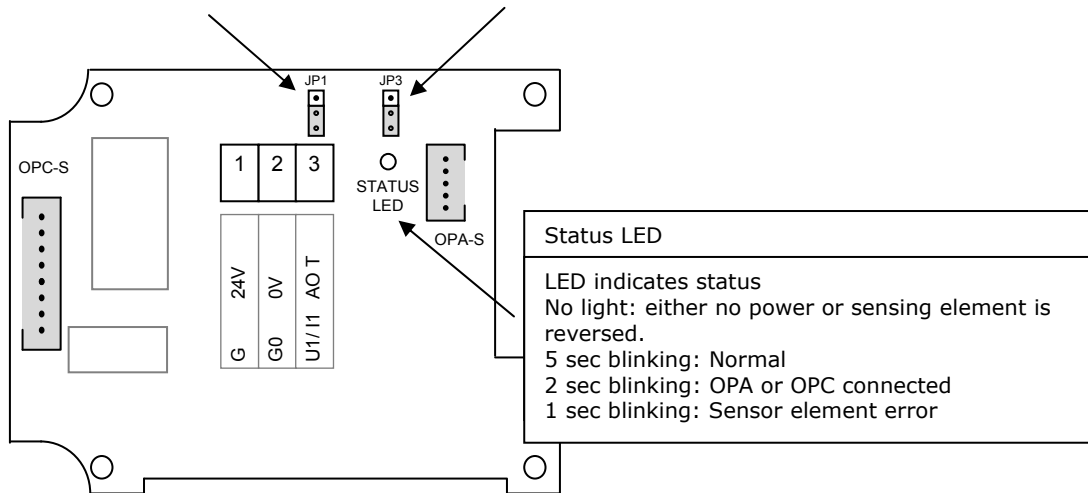 JP1 JP3
OPC-S
1 2 3
STATUS
LED
OPA-S
G 24V
G0 0V
U1/I1 AO T
Status LED
LED indicates status
No light: either no power or sensing element is
reversed.
5 sec blinking: Normal
2 sec blinking: OPA or OPC connected
1 sec blinking: Sensor element error